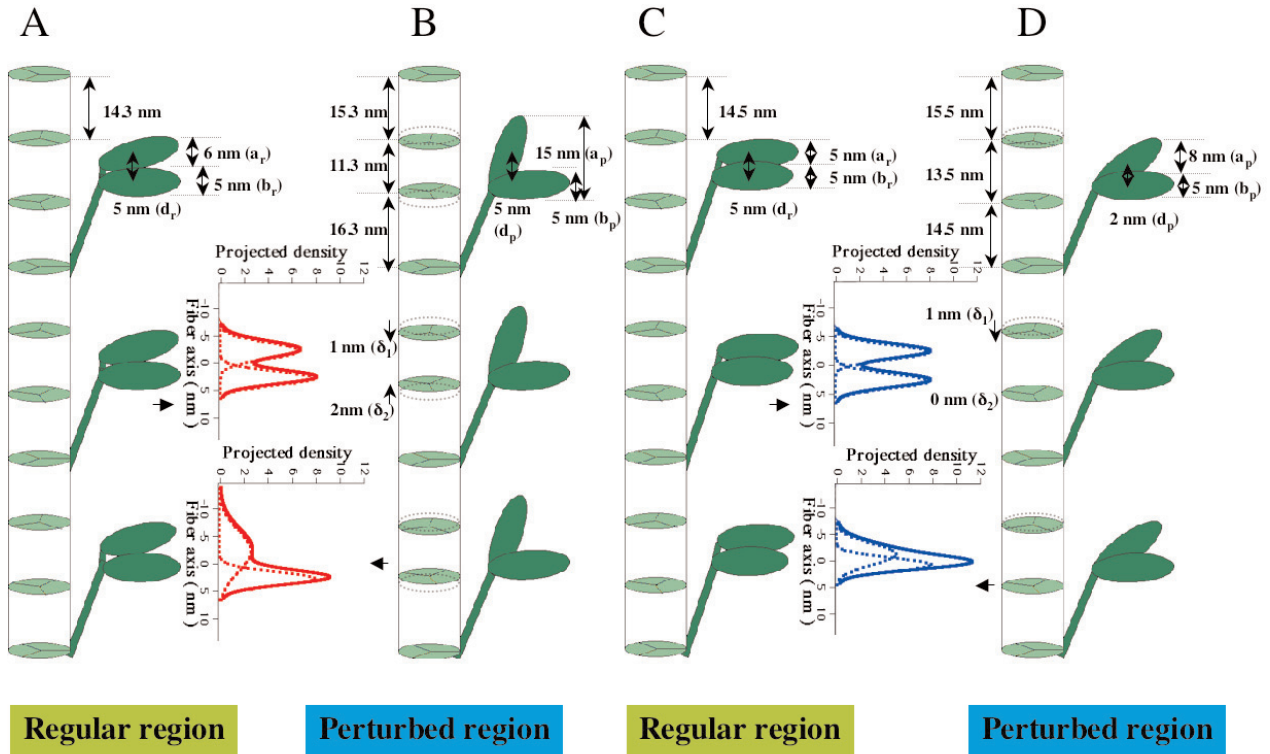 A
B
C
D
14.3 nm
6 nm (a_r)
5 nm (b_r)
5 nm (d_r)
15.3 nm
11.3 nm
16.3 nm
15 nm (a_p)
5 nm (d_p)
5 nm (b_p)
14.5 nm
5 nm (a_r)
5 nm (b_r)
5 nm (d_r)
15.5 nm
13.5 nm
14.5 nm
8 nm (a_p)
5 nm (b_p)
2 nm (d_p)
Projected density
0 2 4 6 8 10 12
Fiber axis ( nm )
-10 -5 0 5 10
1 nm (δ₁)
2nm (δ₂)
Projected density
0 2 4 6 8 10 12
Fiber axis ( nm )
-10 -5 0 5 10
Projected density
0 2 4 6 8 10 12
Fiber axis ( nm )
-10 -5 0 5 10
1 nm (δ₁)
0 nm (δ₂)
Projected density
0 2 4 6 8 10 12
Fiber axis ( nm )
-10 -5 0 5 10
Regular region
Perturbed region
Regular region
Perturbed region